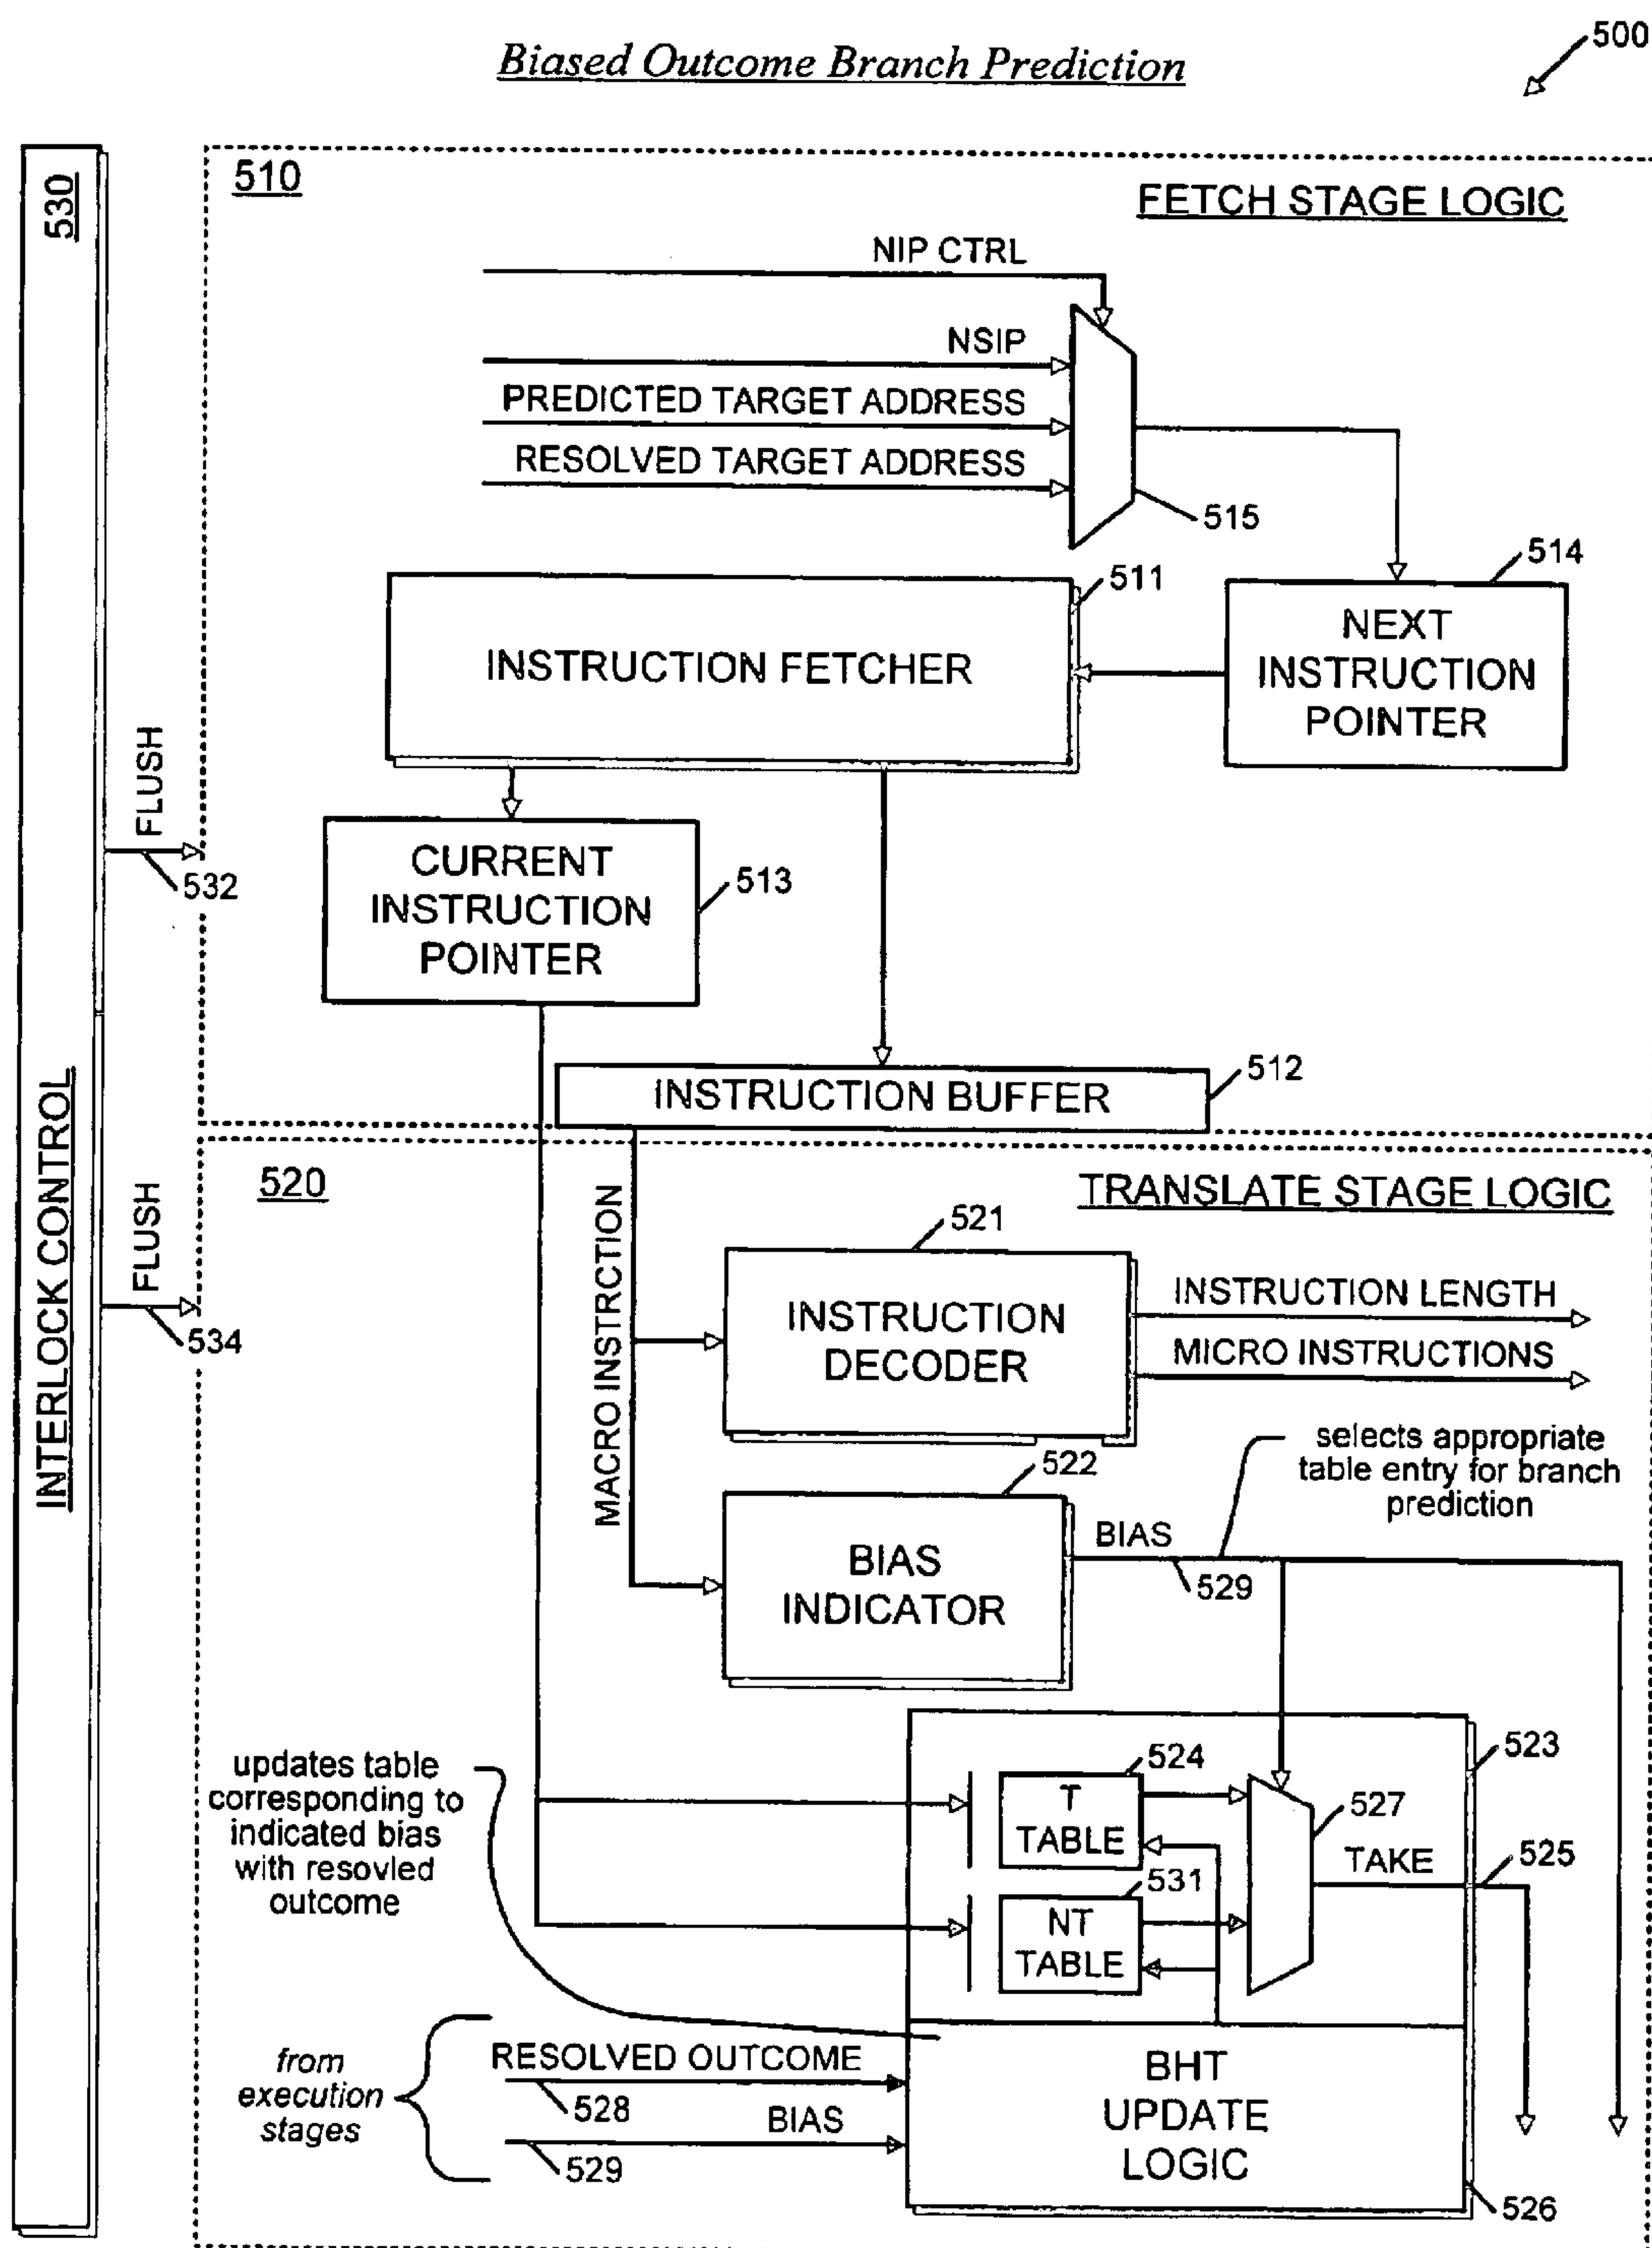 Biased Outcome Branch Prediction
500
530
INTERLOCK CONTROL
510
FETCH STAGE LOGIC
NIP CTRL
NSIP
PREDICTED TARGET ADDRESS
RESOLVED TARGET ADDRESS
515
514
511
NEXT
INSTRUCTION
POINTER
INSTRUCTION FETCHER
FLUSH
532
CURRENT
INSTRUCTION
POINTER
513
INSTRUCTION BUFFER
512
520
TRANSLATE STAGE LOGIC
FLUSH
534
MACRO INSTRCTION
521
INSTRUCTION
DECODER
INSTRUCTION LENGTH
MICRO INSTRUCTIONS
522
selects appropriate
table entry for branch
prediction
BIAS
INDICATOR
BIAS
529
updates table
corresponding to
indicated bias
with resovled
outcome
523
524
T
TABLE
527
TAKE
525
531
NT
TABLE
from
execution
stages
RESOLVED OUTCOME
528
BIAS
529
BHT
UPDATE
LOGIC
526